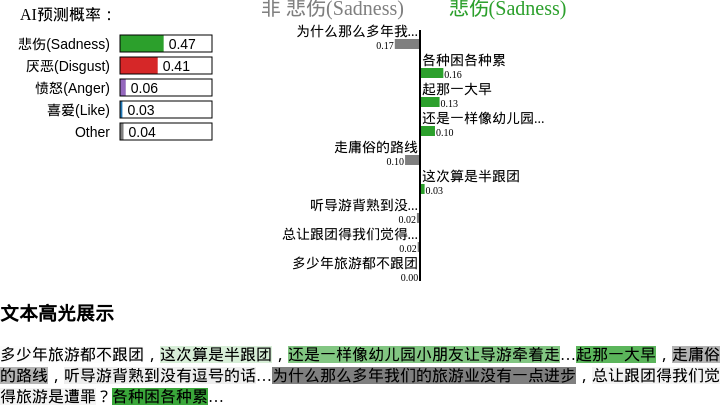 AI预测概率：
悲伤(Sadness) 0.47
厌恶(Disgust) 0.41
愤怒(Anger) 0.06
喜爱(Like) 0.03
Other 0.04
非 悲伤(Sadness) 悲伤(Sadness)
为什么那么多年我...
0.17
各种困各种累
0.16
起那一大早
0.13
还是一样像幼儿园...
0.10
走庸俗的路线
0.10
这次算是半跟团
0.03
听导游背熟到没...
0.02
总让跟团得我们觉得...
0.02
多少年旅游都不跟团
0.00
文本高光展示
多少年旅游都不跟团，这次算是半跟团，还是一样像幼儿园小朋友让导游牵着走…起那一大早，走庸俗
的路线，听导游背熟到没有逗号的话…为什么那么多年我们的旅游业没有一点进步，总让跟团得我们觉
得旅游是遭罪？各种困各种累…